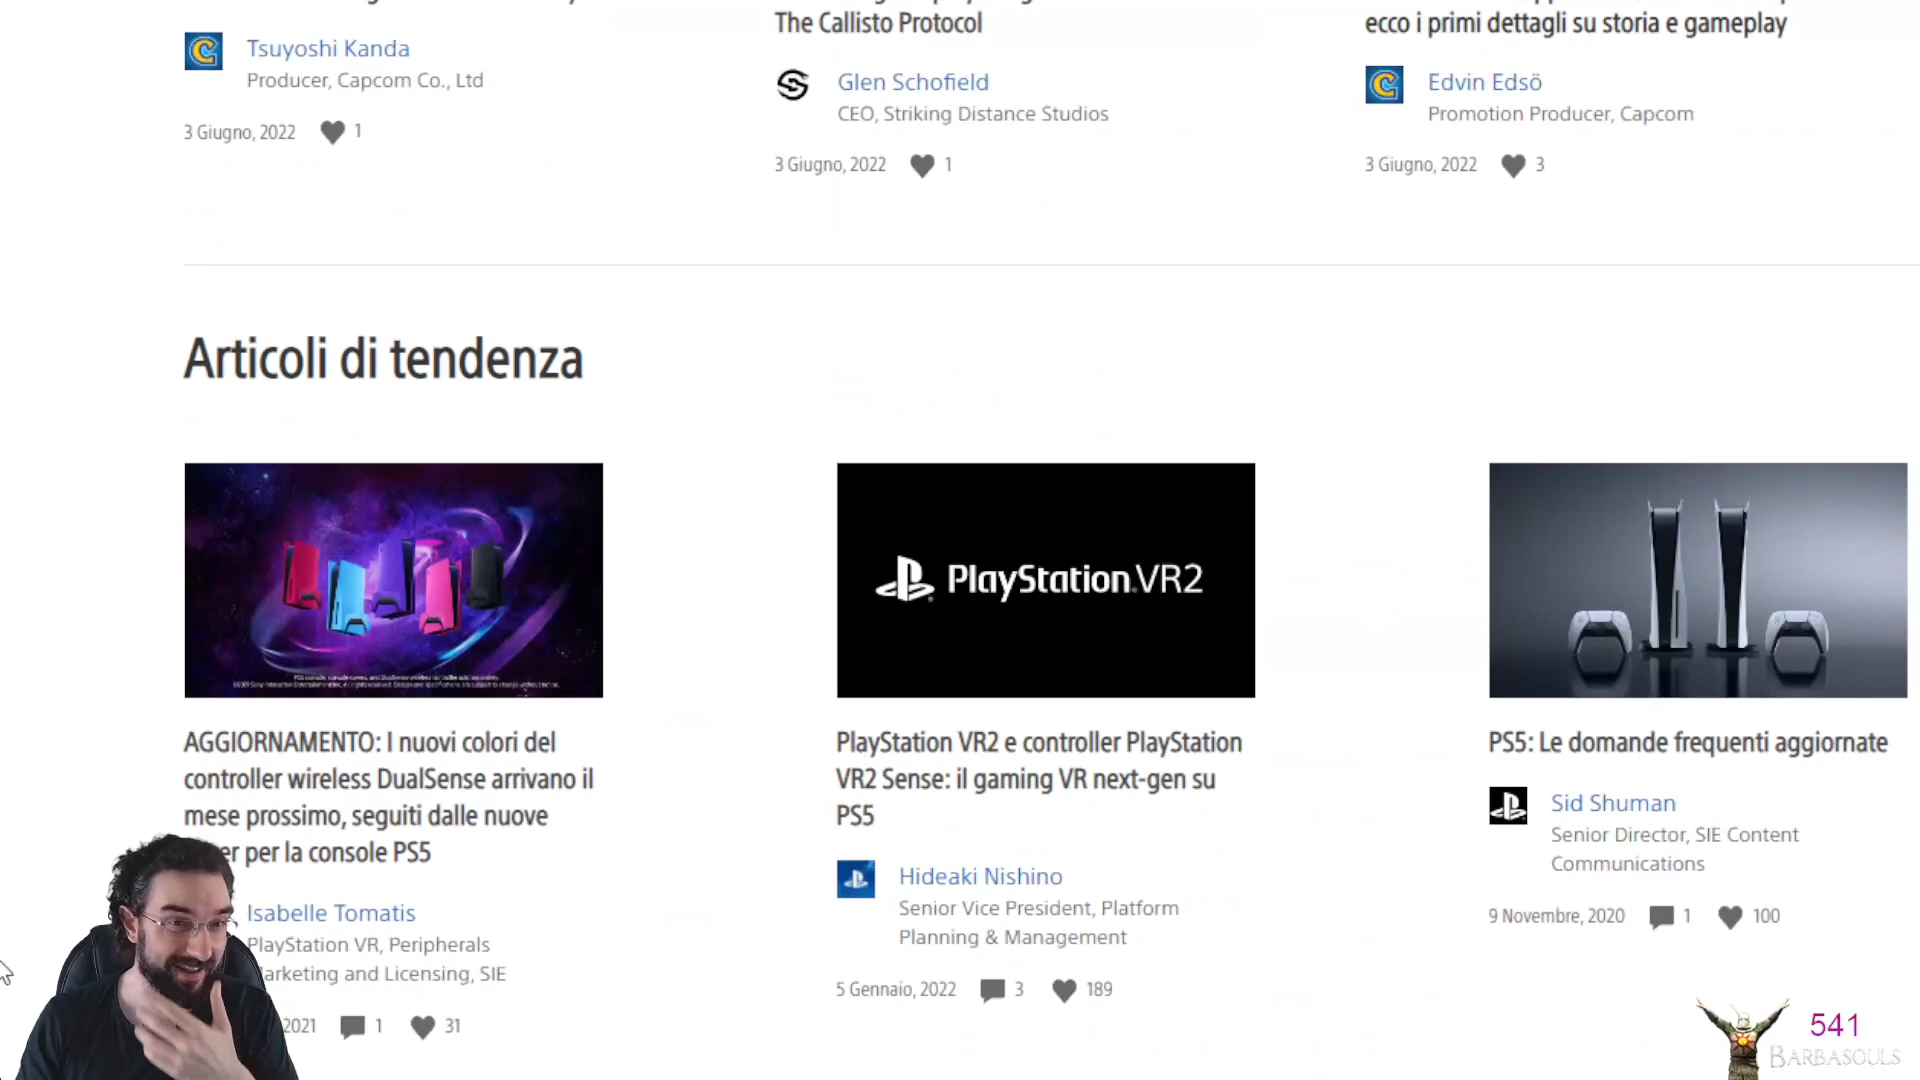 The Callisto Protocol
ecco i primi dettagli su storia e gameplay
Tsuyoshi Kanda
Producer, Capcom Co., Ltd
3 Giugno, 2022 1
Glen Schofield
CEO, Striking Distance Studios
3 Giugno, 2022 1
Edvin Edsö
Promotion Producer, Capcom
3 Giugno, 2022 3
Articoli di tendenza
PlayStation VR2
AGGIORNAMENTO: I nuovi colori del
controller wireless DualSense arrivano il
mese prossimo, seguiti dalle nuove
per la console PS5
Isabelle Tomatis
PlayStation VR, Peripherals
Marketing and Licensing, SIE
2021 1 31
PlayStation VR2 e controller PlayStation
VR2 Sense: il gaming VR next-gen su
PS5
Hideaki Nishino
Senior Vice President, Platform
Planning & Management
5 Gennaio, 2022 3 189
PS5: Le domande frequenti aggiornate
Sid Shuman
Senior Director, SIE Content
Communications
9 Novembre, 2020 1 100
541
BARBASOULS